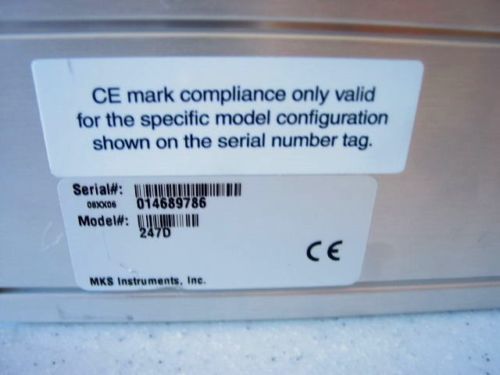 CE mark compliance only valid
for the specific model configuration
shown on the serial number tag.
Serial#:
08XX06 014689786
Model#:
247D
CE
MKS Instruments, Inc.